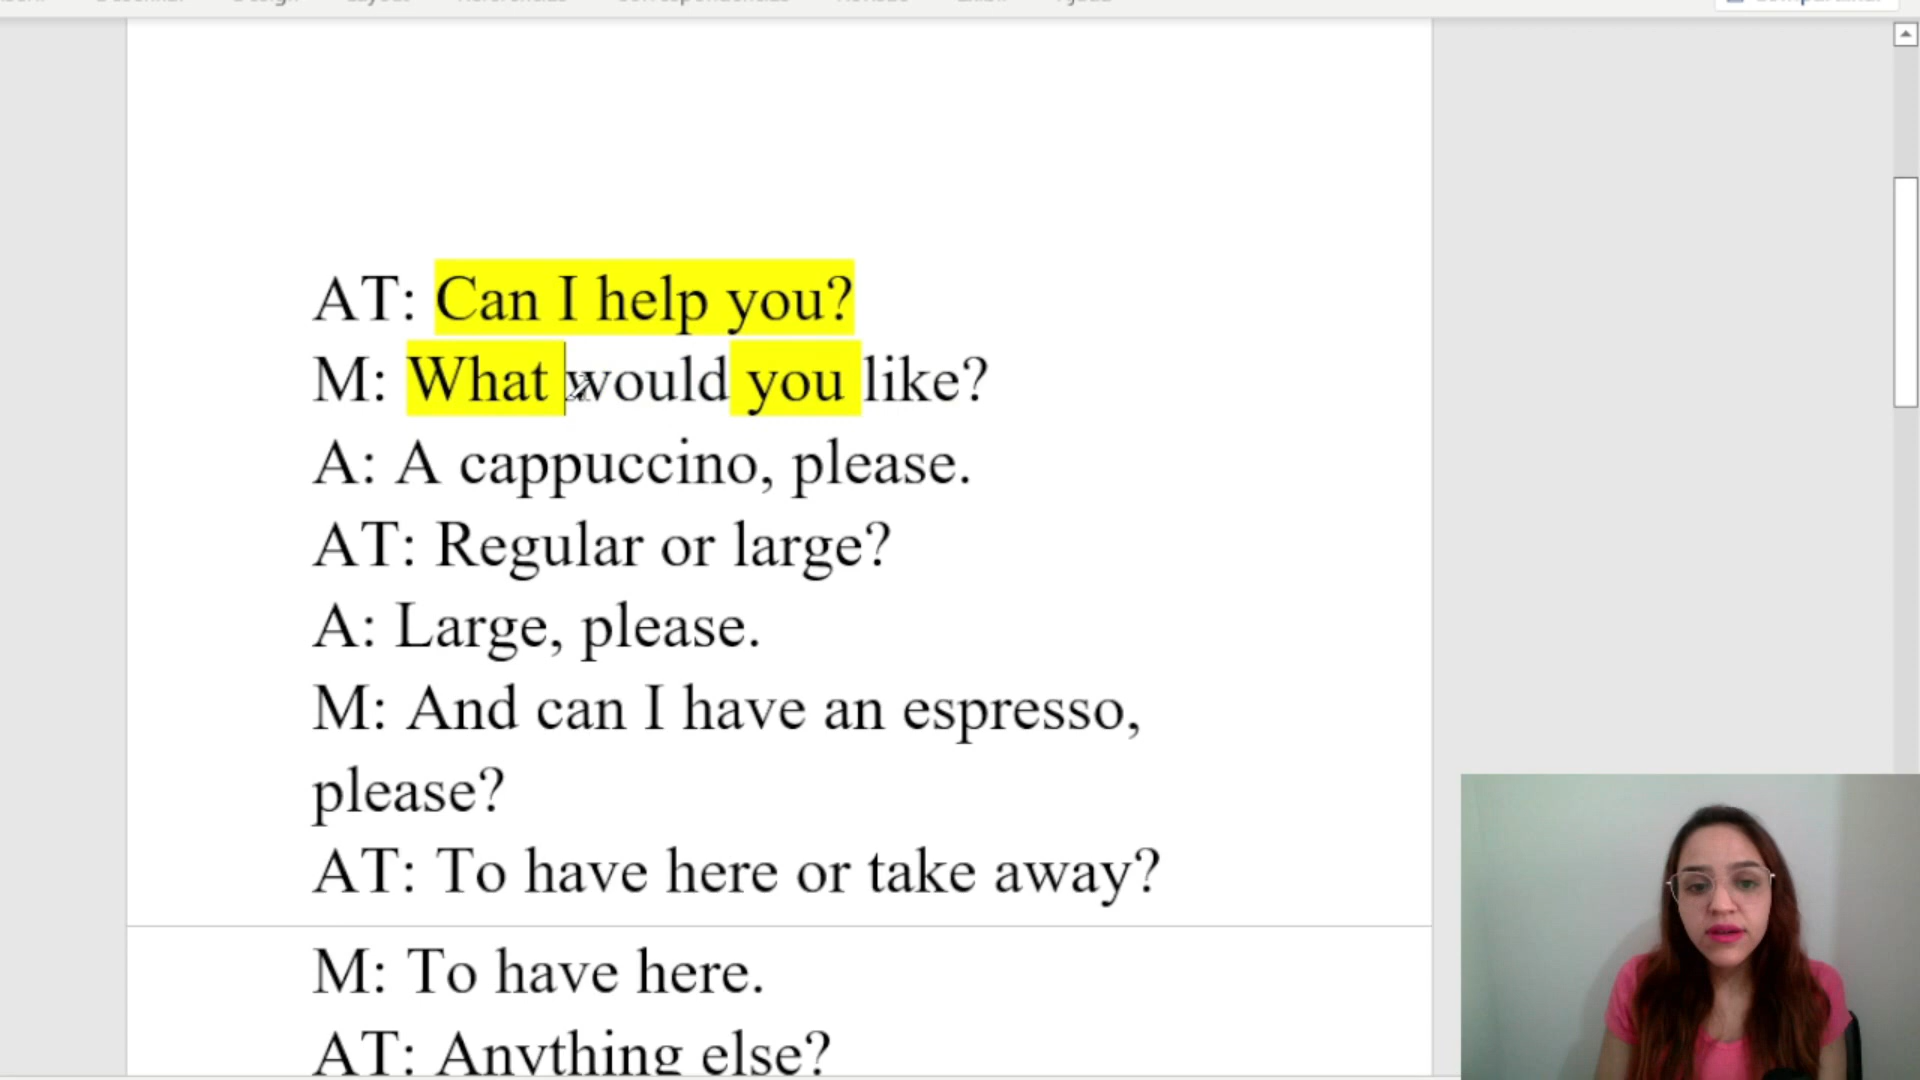 AT: Can I help you?
M: What would you like?
A: A cappuccino, please.
AT: Regular or large?
A: Large, please.
M: And can I have an espresso,
please?
AT: To have here or take away?
M: To have here.
AT: Anything else?